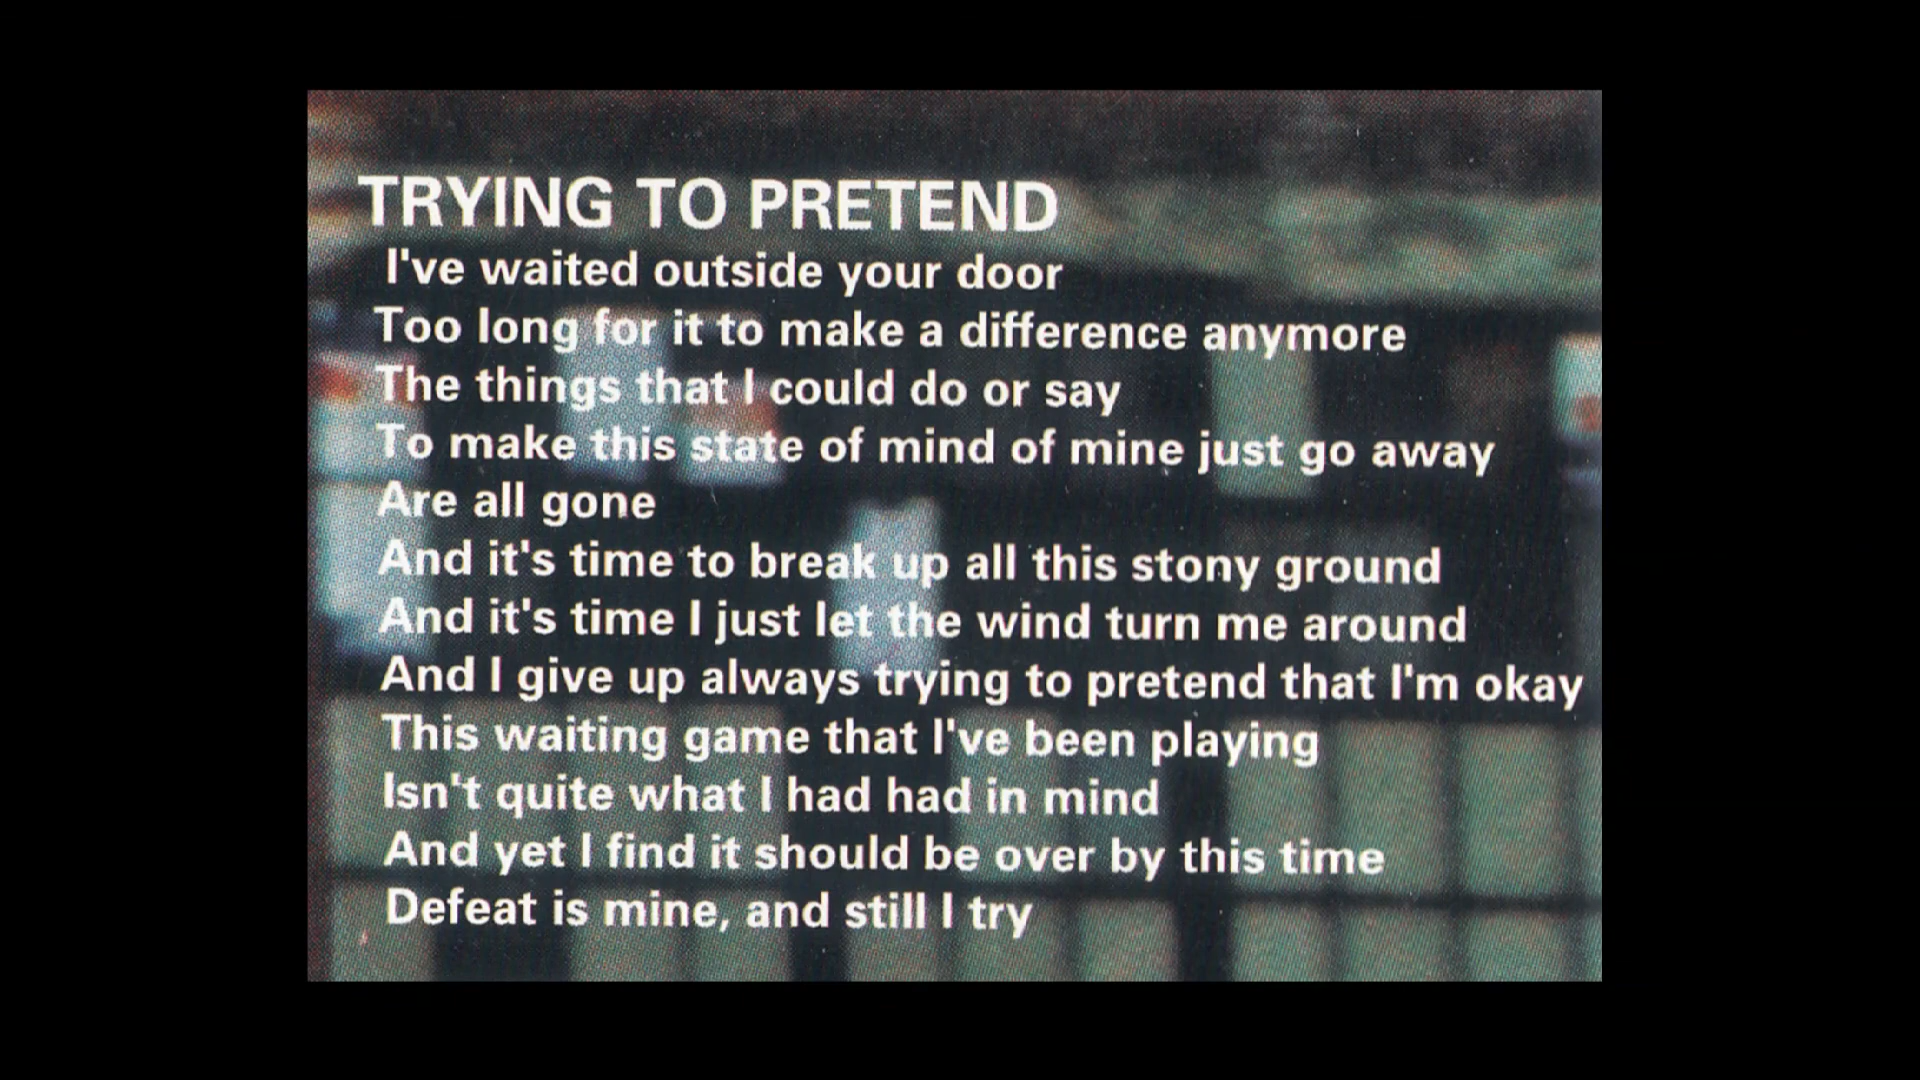 TRYING TO PRETEND
I've waited outside your door
Too long for it to make a difference anymore
The things that I could do or say
To make this state of mind of mine just go away
Are all gone
And it's time to break up all this stony ground
And it's time I just let the wind turn me around
And I give up always trying to pretend that I'm okay
This waiting game that I've been playing
Isn't quite what I had had in mind
And yet I find it should be over by this time
Defeat is mine, and still I try